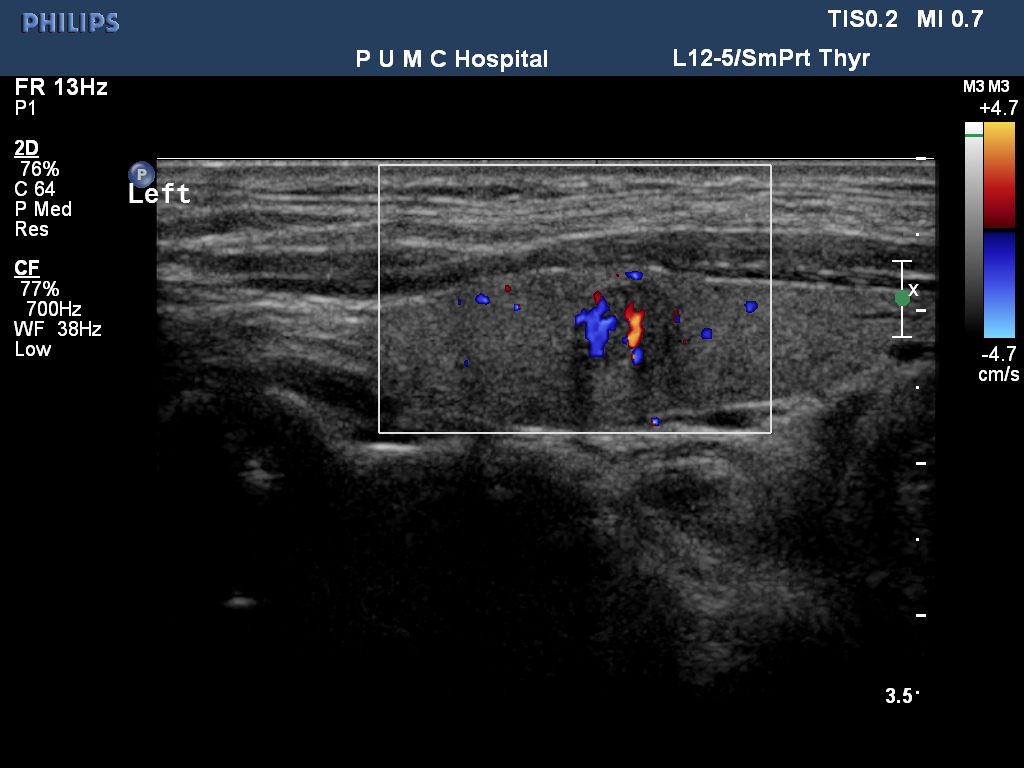 PHILIPS
TIS0.2 MI 0.7
P U M C Hospital
L12-5/SmPrt Thyr
FR 13Hz
P1
2D
76%
C 64
P Med
Res
CF
77%
700Hz
WF 38Hz
Low
P
Left
M3 M3
+4.7
x
-4.7
cm/s
3.5